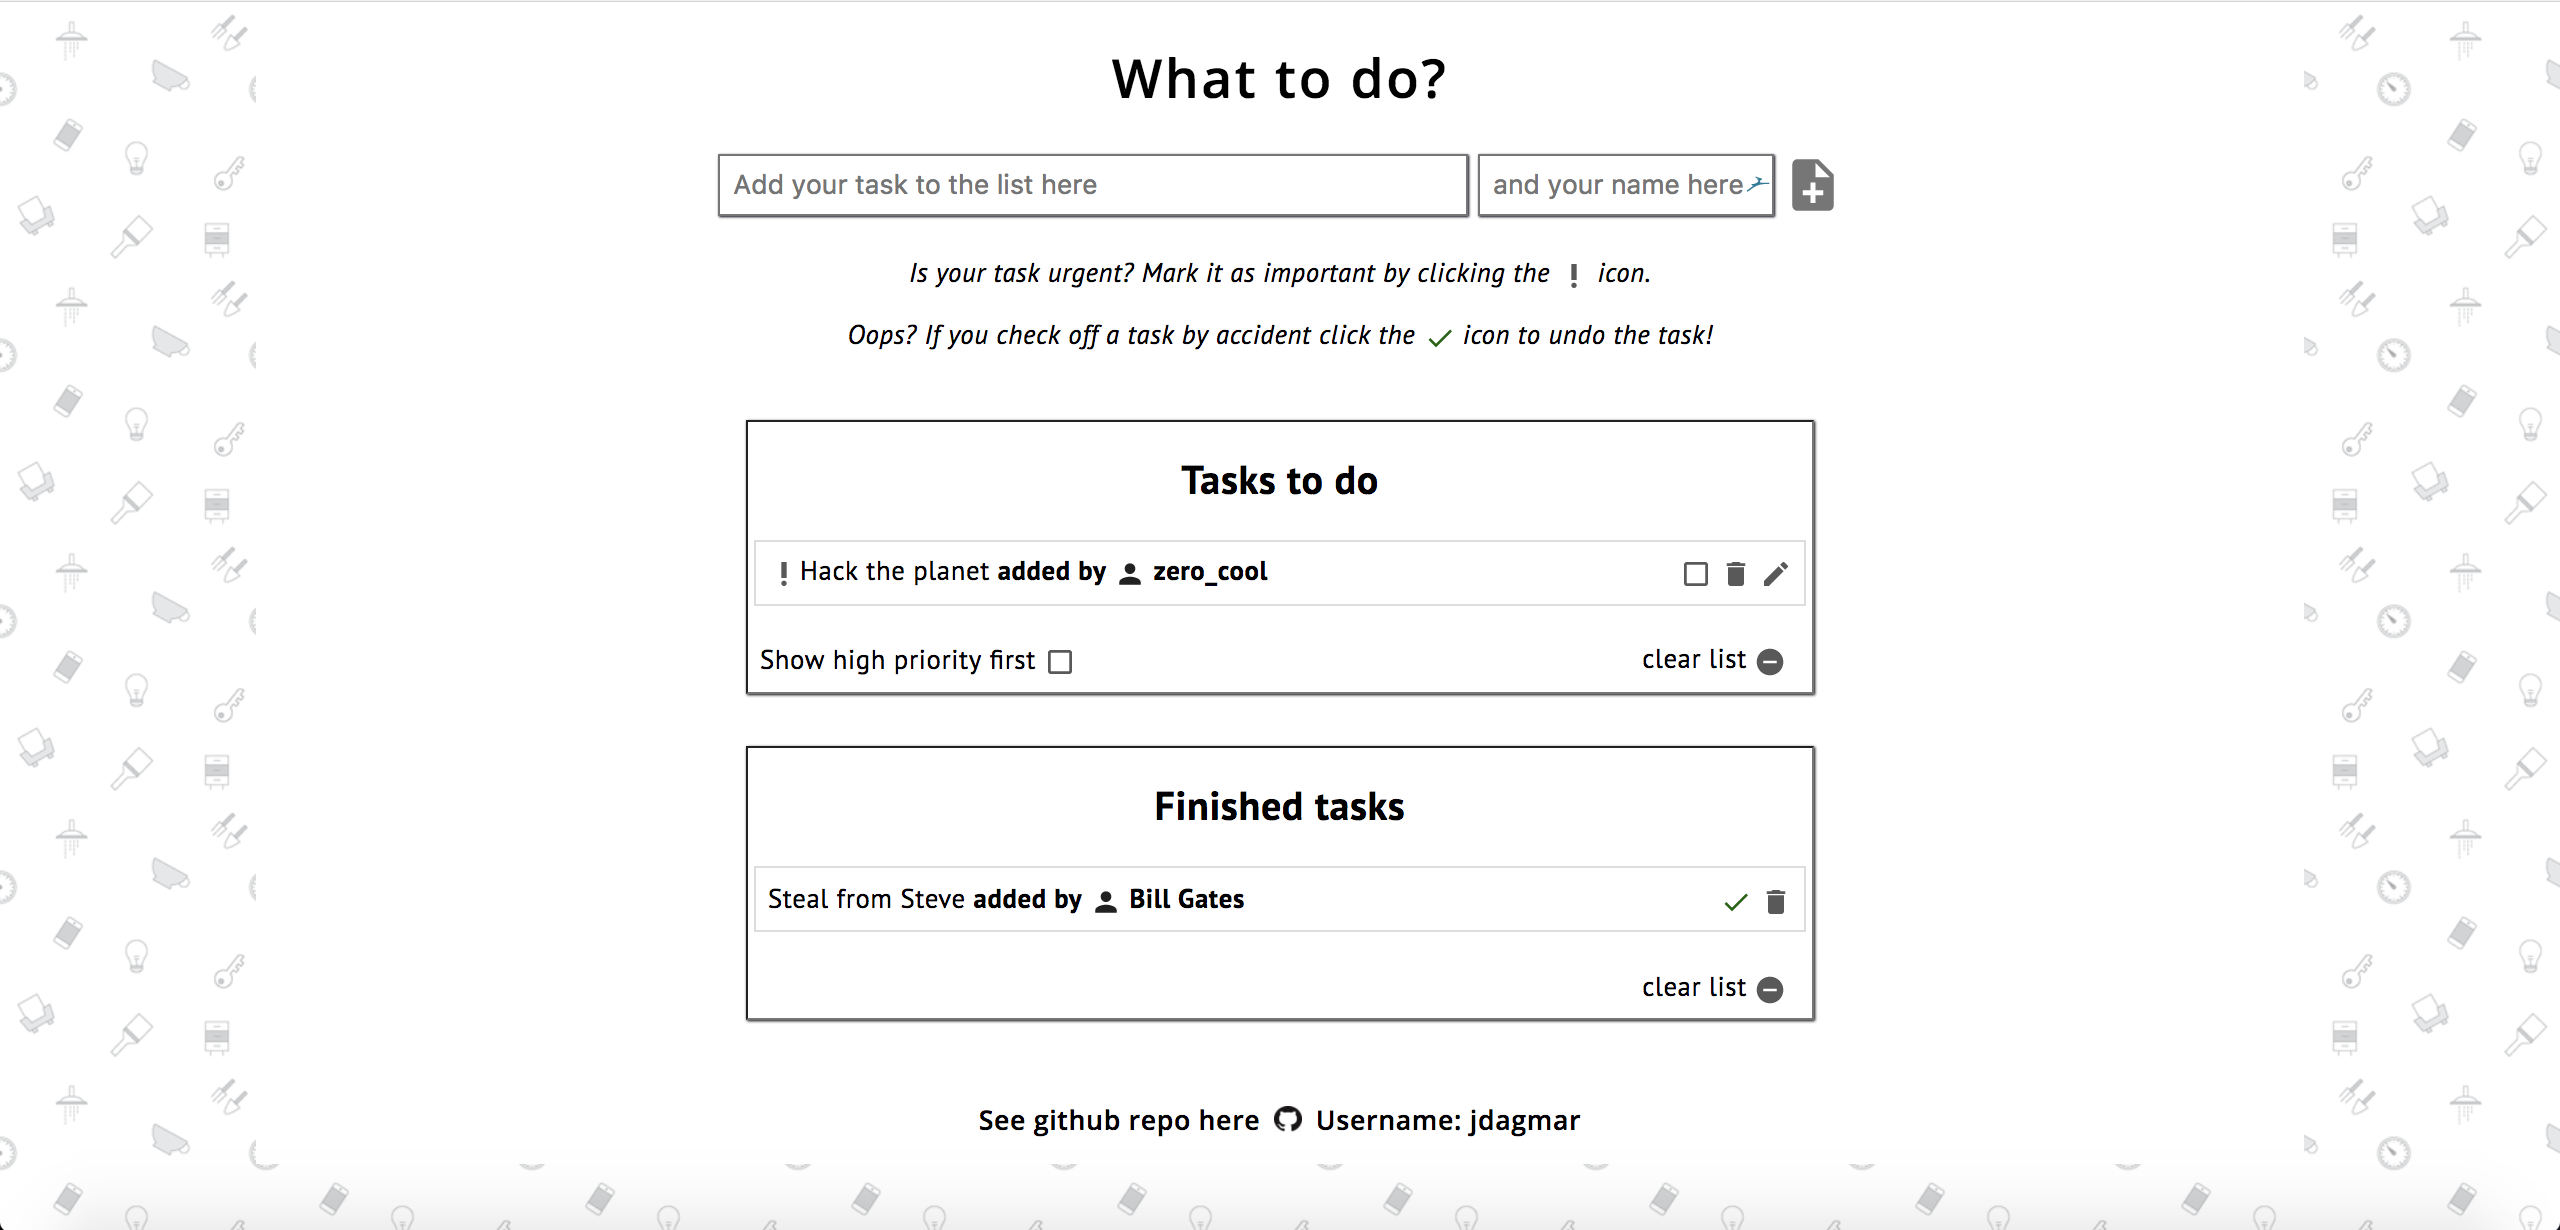 What to do?
Add your task to the list here
and your name here
Is your task urgent? Mark it as important by clicking the ! icon.
Oops? If you check off a task by accident click the ✓ icon to undo the task!
Tasks to do
! Hack the planet added by zero_cool
Show high priority first
clear list
Finished tasks
Steal from Steve added by Bill Gates
clear list
See github repo here Username: jdagmar